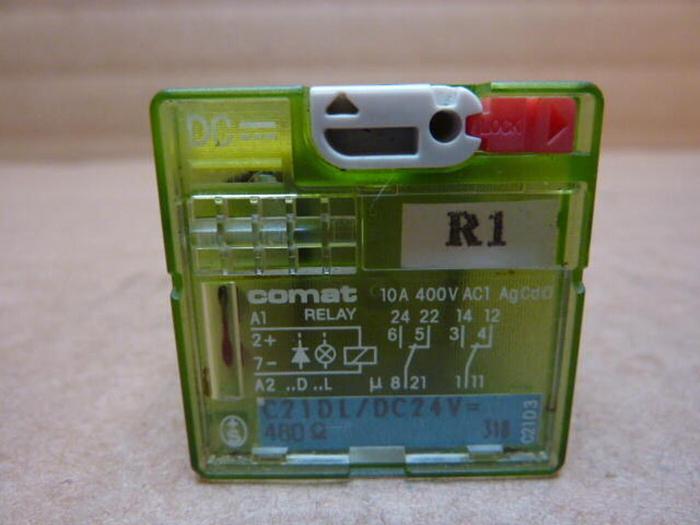 DC
LOCK
R1
comat 10A 400V AC1 AgCdO
A1 RELAY 24 22 14 12
2+ 6 5 3 4
7-
A2 ..D ..L µ 8 21 1 11
C21DL/DC24V=
480 Ω 318
C21D3
S